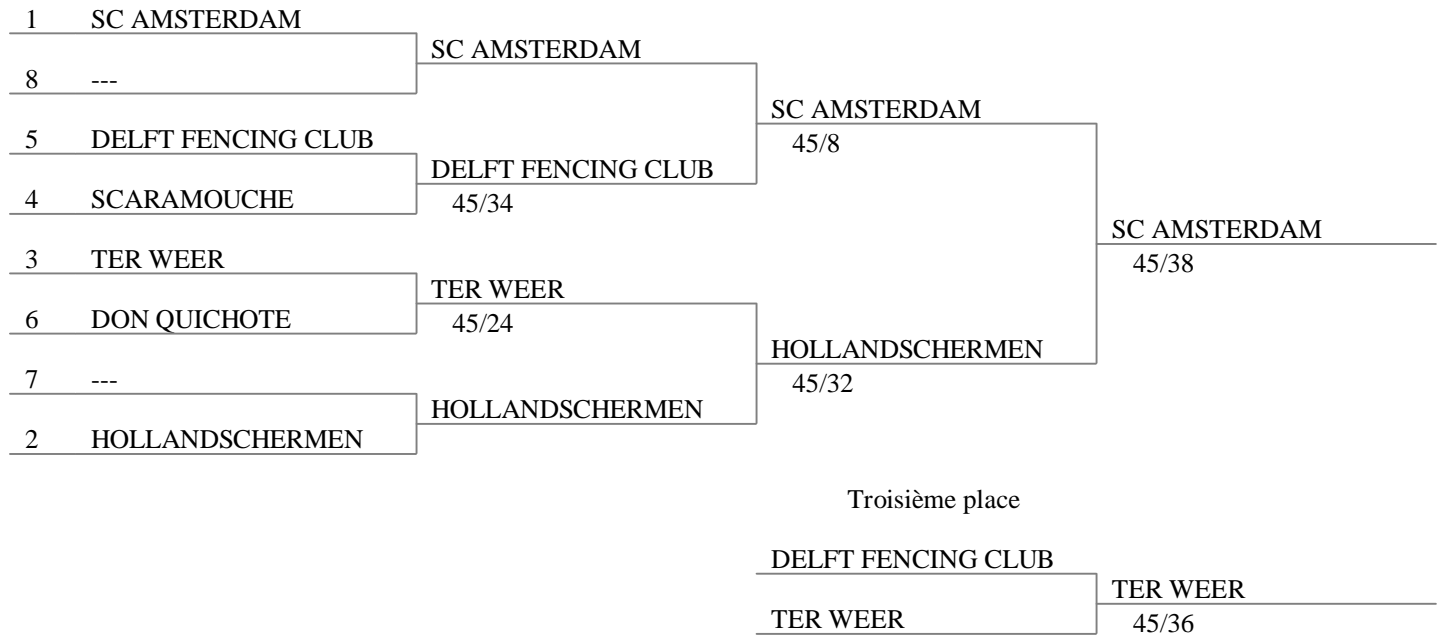 1 SC AMSTERDAM
SC AMSTERDAM
8 ---
SC AMSTERDAM
45/8
5 DELFT FENCING CLUB
DELFT FENCING CLUB
45/34
4 SCARAMOUCHE
SC AMSTERDAM
45/38
3 TER WEER
TER WEER
45/24
6 DON QUICHOTE
HOLLANDSCHERMEN
45/32
7 ---
HOLLANDSCHERMEN
2 HOLLANDSCHERMEN
Troisième place
DELFT FENCING CLUB
TER WEER
45/36
TER WEER